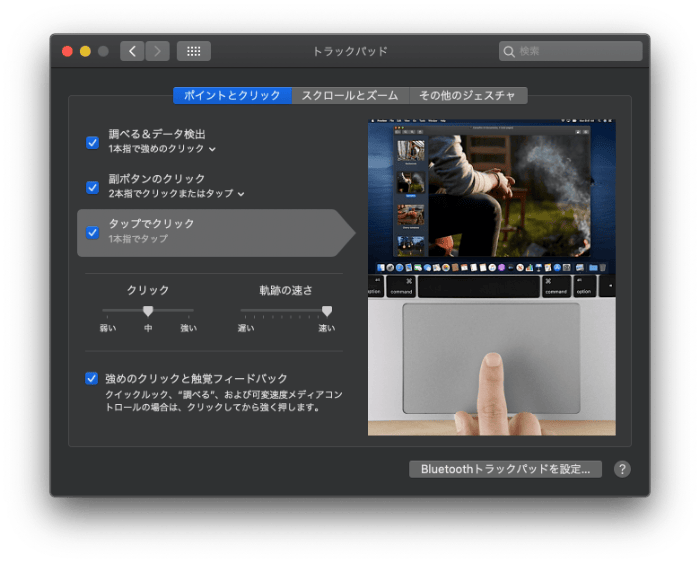 トラックパッド
検索
ポイントとクリック
スクロールとズーム
その他のジェスチャ
調べる＆データ検出
1本指で強めのクリック
副ボタンのクリック
2本指でクリックまたはタップ
タップでクリック
1本指でタップ
クリック
弱い
中
強い
軌跡の速さ
遅い
速い
強めのクリックと触覚フィードバック
クイックルック、“調べる”、および可変速度メディアコン
トロールの場合は、クリックしてから強く押します。
option
command
command
option
Bluetoothトラックパッドを設定...
?